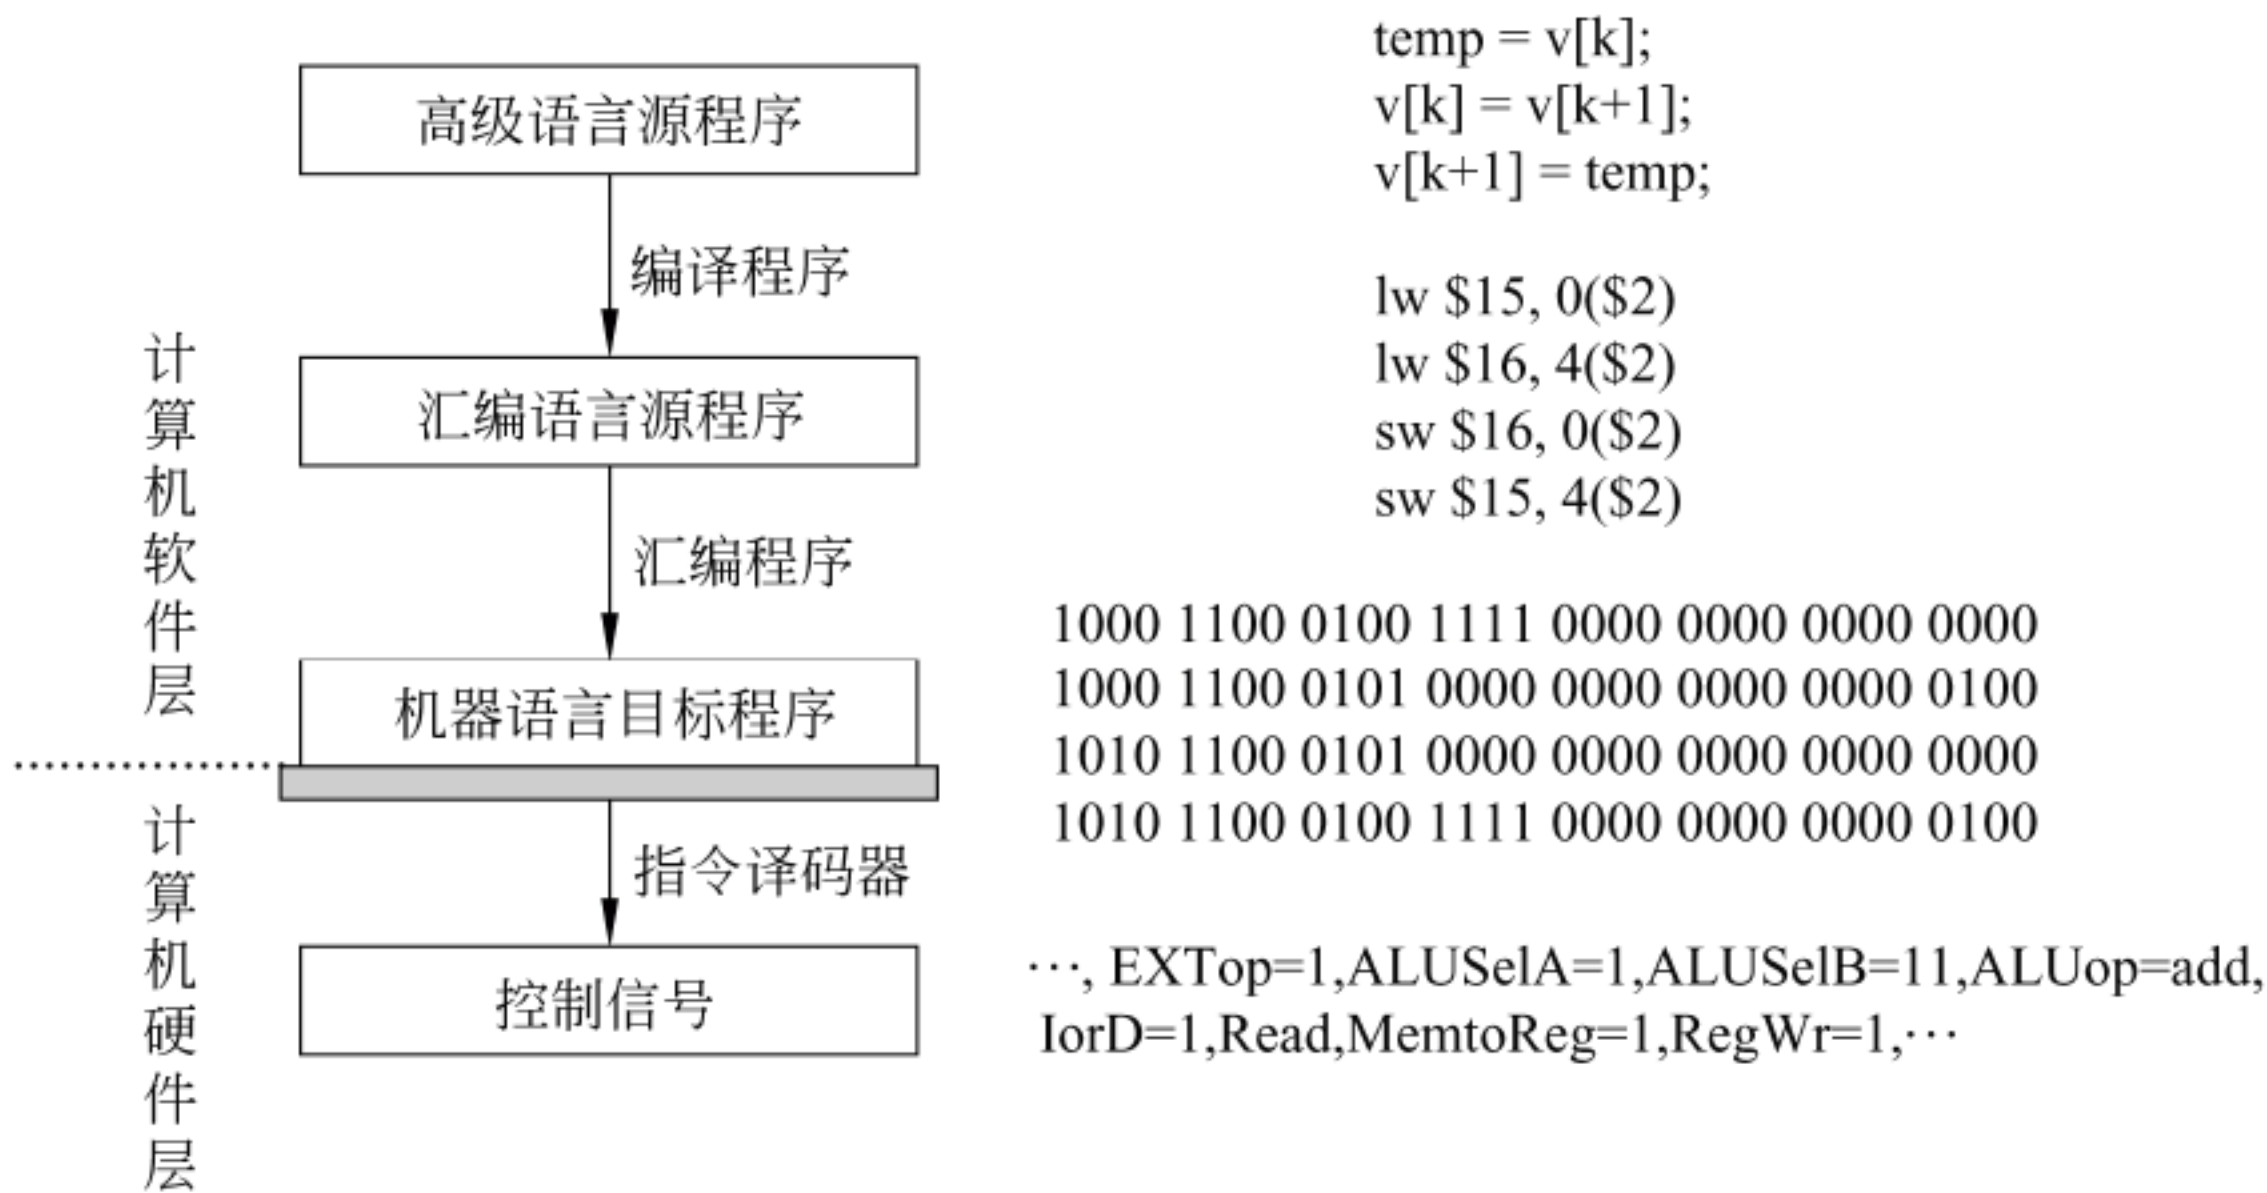 temp = v[k];
v[k] = v[k+1];
v[k+1] = temp;
高级语言源程序
编译程序
lw $15, 0($2)
lw $16, 4($2)
sw $16, 0($2)
sw $15, 4($2)
汇编语言源程序
汇编程序
计算机软件层
1000 1100 0100 1111 0000 0000 0000 0000
1000 1100 0101 0000 0000 0000 0000 0100
1010 1100 0101 0000 0000 0000 0000 0000
1010 1100 0100 1111 0000 0000 0000 0100
机器语言目标程序
指令译码器
计算机硬件层
控制信号
···, EXTop=1,ALUSelA=1,ALUSelB=11,ALUop=add,
IorD=1,Read,MemtoReg=1,RegWr=1,···